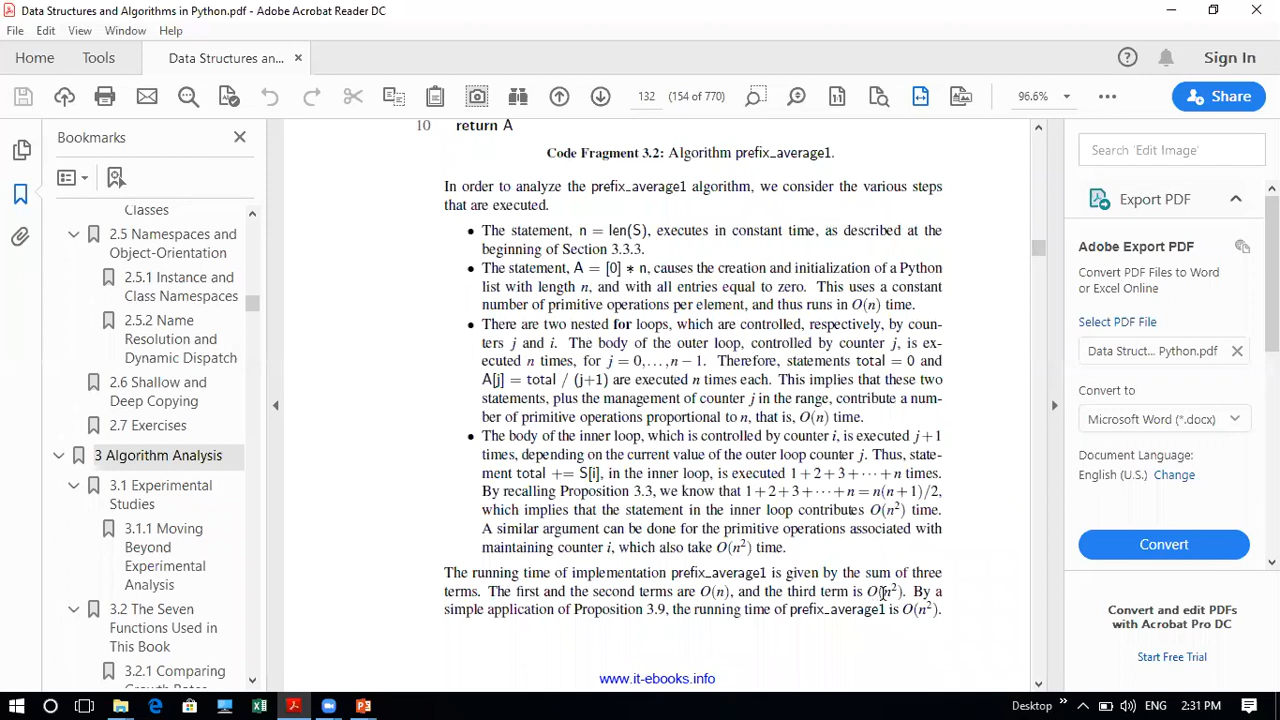 Data Structures and Algorithms in Python.pdf - Adobe Acrobat Reader DC
File Edit View Window Help
Home Tools Data Structures an... Sign In
132 (154 of 770) 96.6% Share
Bookmarks
Classes
2.5 Namespaces and
Object-Orientation
2.5.1 Instance and
Class Namespaces
2.5.2 Name
Resolution and
Dynamic Dispatch
2.6 Shallow and
Deep Copying
2.7 Exercises
3 Algorithm Analysis
3.1 Experimental
Studies
3.1.1 Moving
Beyond
Experimental
Analysis
3.2 The Seven
Functions Used in
This Book
3.2.1 Comparing
10 return A
Code Fragment 3.2: Algorithm prefix_average1.
In order to analyze the prefix_average1 algorithm, we consider the various steps
that are executed.
• The statement, n = len(S), executes in constant time, as described at the
beginning of Section 3.3.3.
• The statement, A = [0] * n, causes the creation and initialization of a Python
list with length n, and with all entries equal to zero. This uses a constant
number of primitive operations per element, and thus runs in O(n) time.
• There are two nested for loops, which are controlled, respectively, by coun-
ters j and i. The body of the outer loop, controlled by counter j, is ex-
ecuted n times, for j = 0,...,n − 1. Therefore, statements total = 0 and
A[j] = total / (j+1) are executed n times each. This implies that these two
statements, plus the management of counter j in the range, contribute a num-
ber of primitive operations proportional to n, that is, O(n) time.
• The body of the inner loop, which is controlled by counter i, is executed j + 1
times, depending on the current value of the outer loop counter j. Thus, state-
ment total += S[i], in the inner loop, is executed 1 + 2 + 3 + ··· + n times.
By recalling Proposition 3.3, we know that 1 + 2 + 3 + ··· + n = n(n + 1)/2,
which implies that the statement in the inner loop contributes O(n²) time.
A similar argument can be done for the primitive operations associated with
maintaining counter i, which also take O(n²) time.
The running time of implementation prefix_average1 is given by the sum of three
terms. The first and the second terms are O(n), and the third term is O(n²). By a
simple application of Proposition 3.9, the running time of prefix_average1 is O(n²).
www.it-ebooks.info
Search 'Edit Image'
Export PDF
Adobe Export PDF
Convert PDF Files to Word
or Excel Online
Select PDF File
Data Struct... Python.pdf
Convert to
Microsoft Word (*.docx)
Document Language:
English (U.S.) Change
Convert
Convert and edit PDFs
with Acrobat Pro DC
Start Free Trial
Desktop ENG 2:31 PM